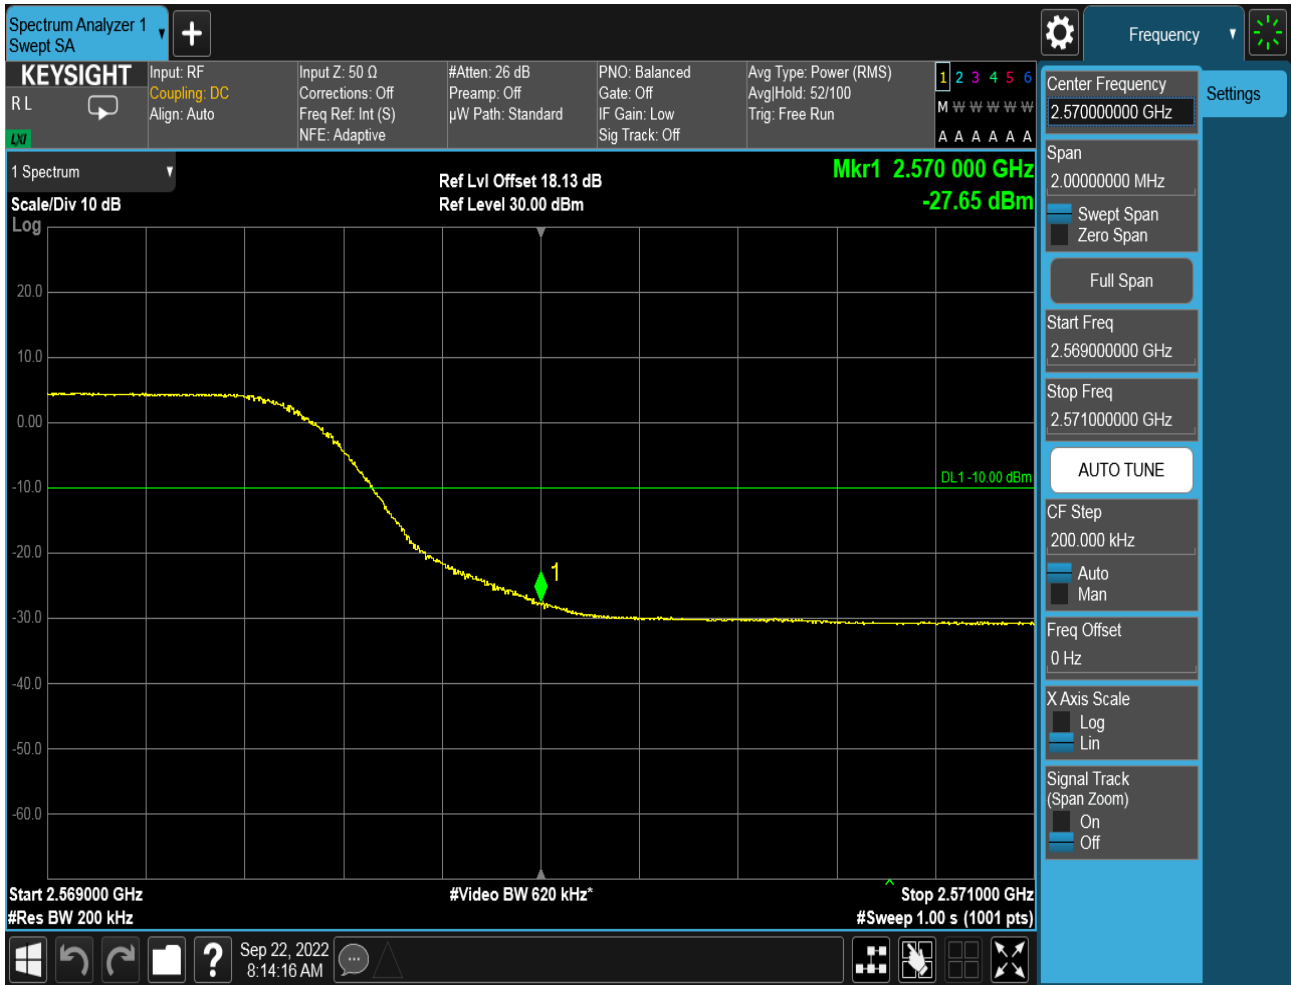 Spectrum Analyzer 1
Swept SA
Frequency
KEYSIGHT
R L
LXI
Input: RF
Coupling: DC
Align: Auto
Input Z: 50 Ω
Corrections: Off
Freq Ref: Int (S)
NFE: Adaptive
#Atten: 26 dB
Preamp: Off
µW Path: Standard
PNO: Balanced
Gate: Off
IF Gain: Low
Sig Track: Off
Avg Type: Power (RMS)
Avg|Hold: 52/100
Trig: Free Run
1 2 3 4 5 6
M W W W W W
A A A A A A
1 Spectrum
Scale/Div 10 dB
Log
Ref Lvl Offset 18.13 dB
Ref Level 30.00 dBm
Mkr1 2.570 000 GHz
-27.65 dBm
20.0
10.0
0.00
-10.0
-20.0
-30.0
-40.0
-50.0
-60.0
DL1 -10.00 dBm
1
Start 2.569000 GHz
#Res BW 200 kHz
#Video BW 620 kHz*
Stop 2.571000 GHz
#Sweep 1.00 s (1001 pts)
Center Frequency
2.570000000 GHz
Span
2.00000000 MHz
Swept Span
Zero Span
Full Span
Start Freq
2.569000000 GHz
Stop Freq
2.571000000 GHz
AUTO TUNE
CF Step
200.000 kHz
Auto
Man
Freq Offset
0 Hz
X Axis Scale
Log
Lin
Signal Track
(Span Zoom)
On
Off
Settings
?
Sep 22, 2022
8:14:16 AM